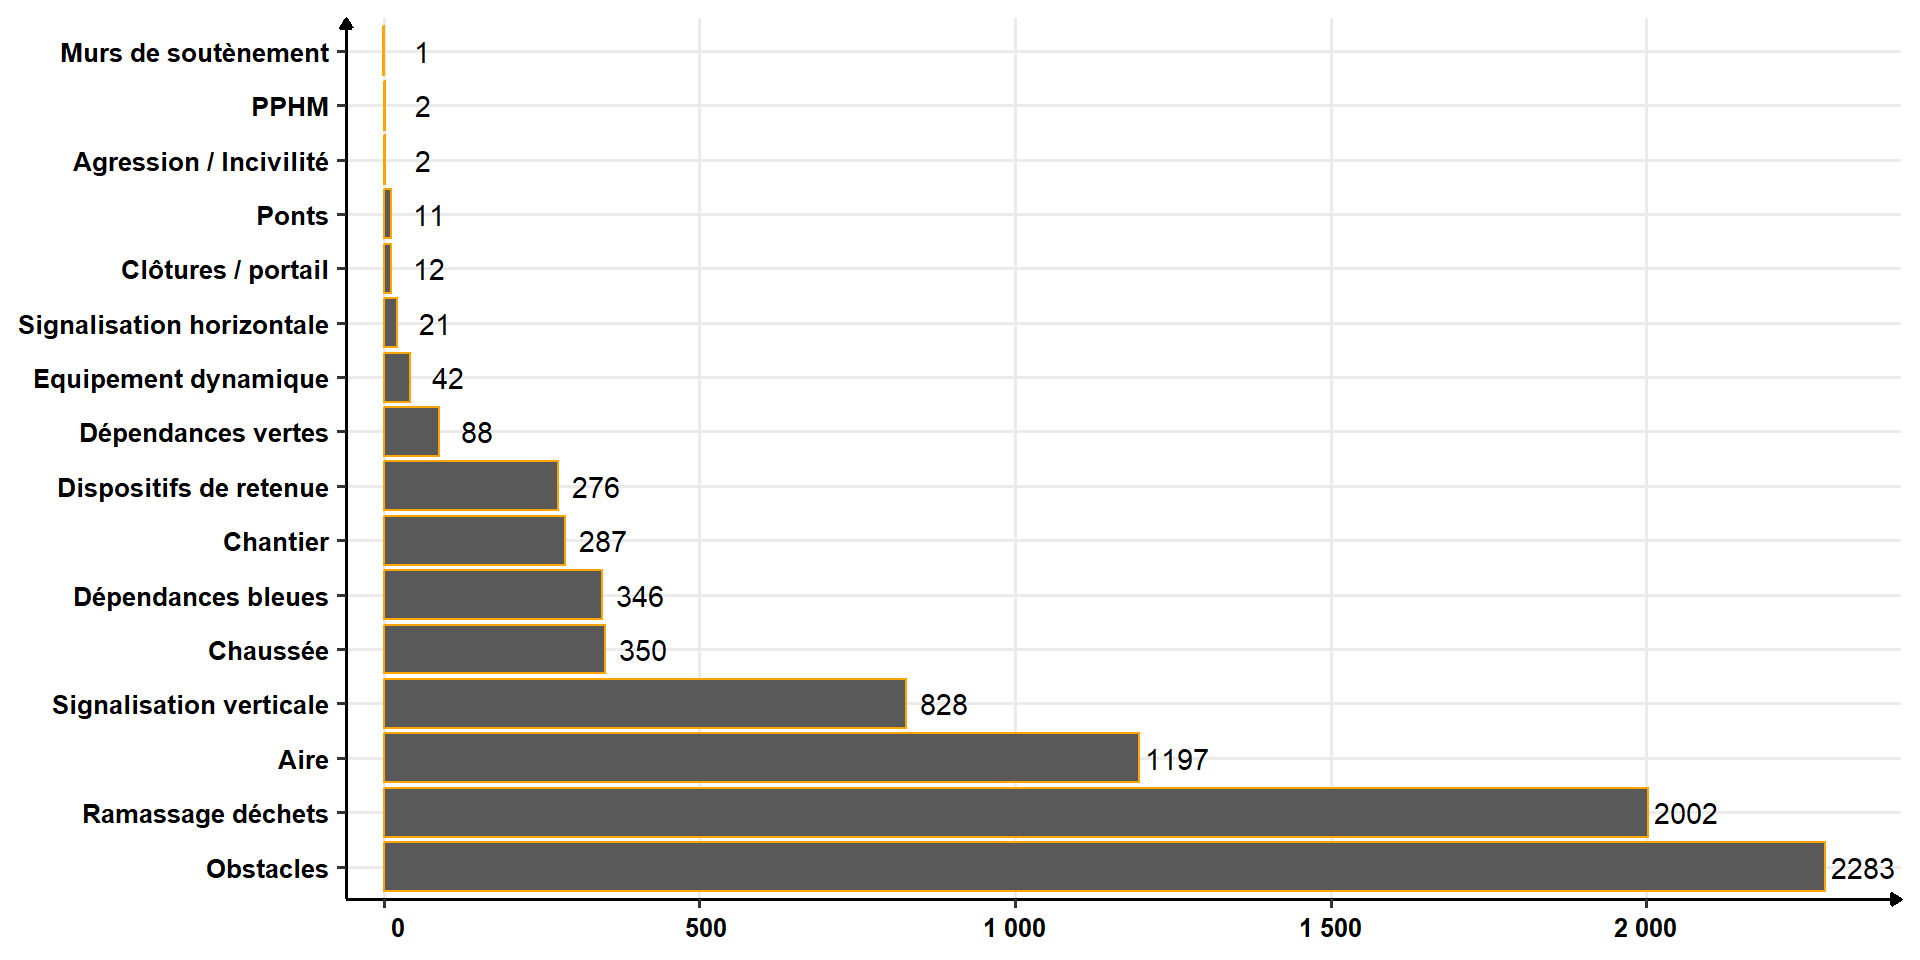 Murs de soutènement 1
PPHM 2
Agression / Incivilité 2
Ponts 11
Clôtures / portail 12
Signalisation horizontale 21
Equipement dynamique 42
Dépendances vertes 88
Dispositifs de retenue 276
Chantier 287
Dépendances bleues 346
Chaussée 350
Signalisation verticale 828
Aire 1197
Ramassage déchets 2002
Obstacles 2283
0 500 1 000 1 500 2 000